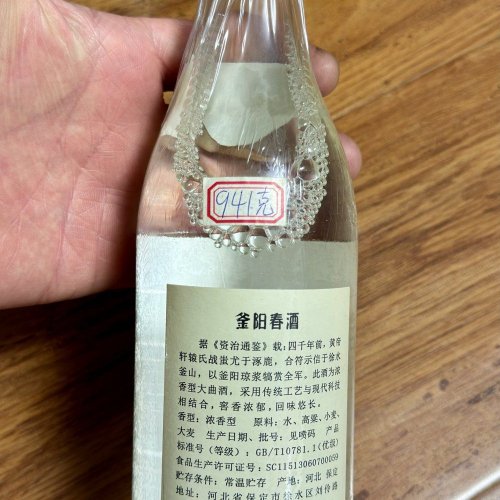 941克
釜阳春酒
据《资治通鉴》载:四千年前,黄帝
轩辕氏战蚩尤于涿鹿,合符示信于徐水
釜山,以釜阳琼浆犒赏全军。此酒为浓
香型大曲酒,采用传统工艺与现代科技
相结合,窖香浓郁,回味悠长。
香型:浓香型 原料:水、高粱、小麦、
大麦 生产日期、批号:见喷码 产品
标准号(等级):GB/T10781.1(优级)
食品生产许可证号:SC11513060700059
贮存条件:常温贮存 产地:河北 保定
地址:河北省保定市徐水区刘伶路